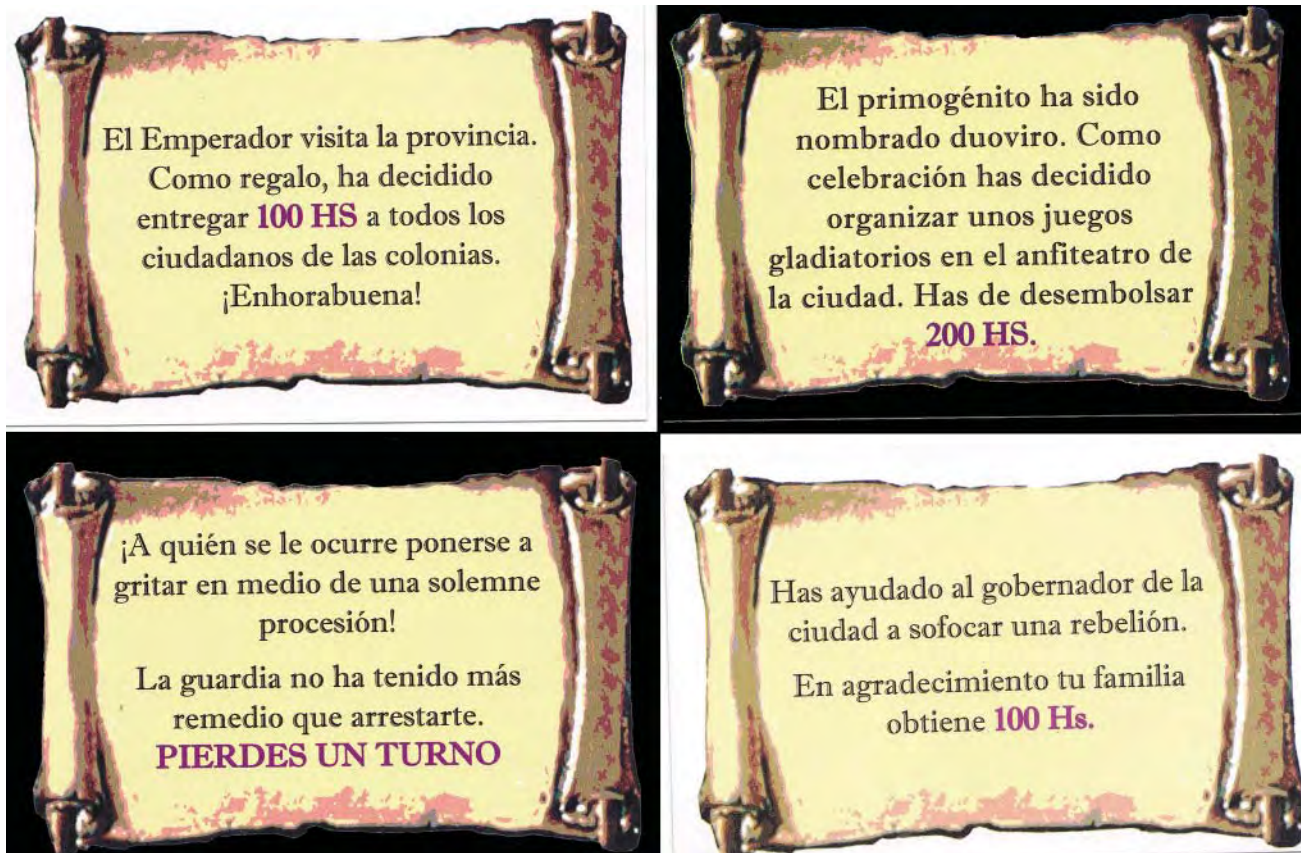 El Emperador visita la provincia.
Como regalo, ha decidido
entregar 100 HS a todos los
ciudadanos de las colonias.
¡Enhorabuena!
El primogénito ha sido
nombrado duoviro. Como
celebración has decidido
organizar unos juegos
gladiatorios en el anfiteatro de
la ciudad. Has de desembolsar
200 HS.
¡A quién se le ocurre ponerse a
gritar en medio de una solemne
procesión!
La guardia no ha tenido más
remedio que arrestarte.
PIERDES UN TURNO
Has ayudado al gobernador de la
ciudad a sofocar una rebelión.
En agradecimiento tu familia
obtiene 100 Hs.